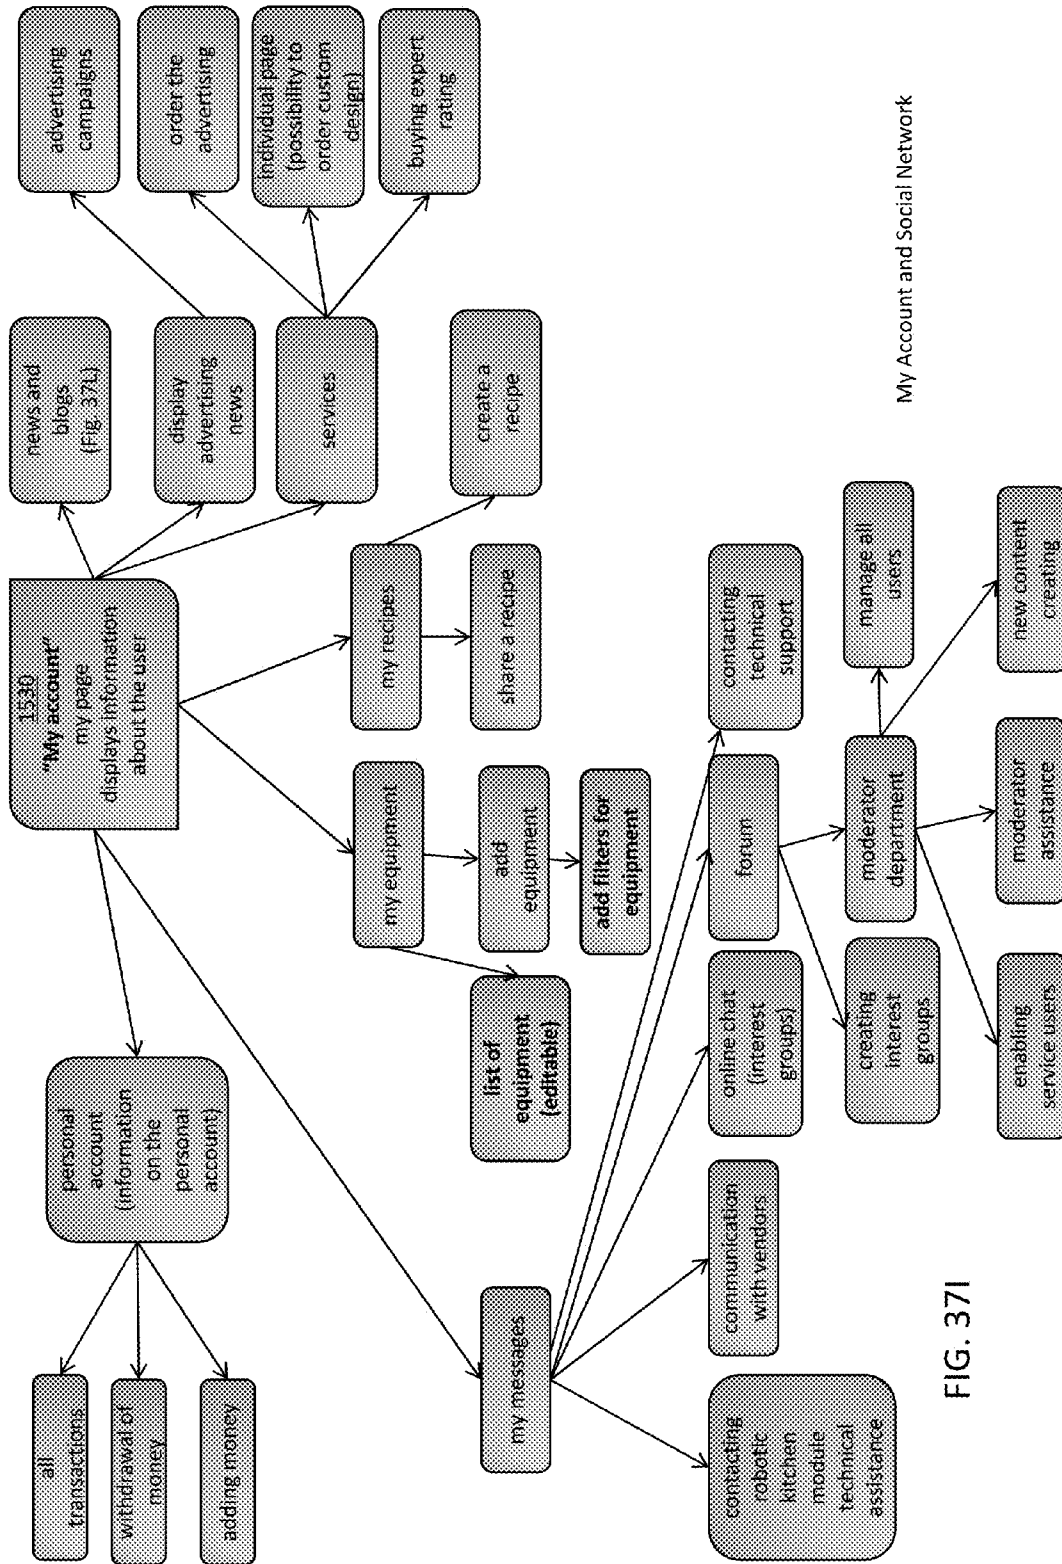 all
transactions
withdrawal of
money
adding money
personal
account
(information
on the
personal
account)
1530
"My account"
my page
displays information
about the user
news and
blogs
(Fig. 37L)
display
advertising
news
services
advertising
campaigns
order the
advertising
individual page
(possibility to
order custom
design)
buying expert
rating
my equipment
list of
equipment
(editable)
add
equipment
add filters for
equipment
my recipes
share a recipe
create a
recipe
my messages
contacting
robotic
kitchen
module
technical
assistance
communication
with vendors
online chat
(interest
groups)
forum
contacting
technical
support
creating
interest
groups
moderator
department
manage all
users
enabling
service users
moderator
assistance
new content
creating
My Account and Social Network
FIG. 37I